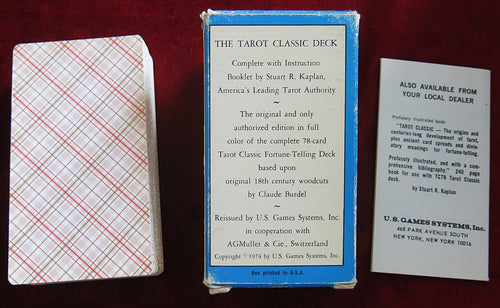 THE TAROT CLASSIC DECK
Complete with Instruction
Booklet by Stuart R. Kaplan,
America's Leading Tarot Authority
~
The original and only
authorized edition in full
color of the complete 78-card
Tarot Classic Fortune-Telling Deck
based upon
original 18th century woodcuts
by Claude Burdel
~
Reissued by U.S. Games Systems, Inc.
in cooperation with
AGMuller & Cie., Switzerland
Copyright © 1974 by U.S. Games Systems, Inc.
Box printed in U.S.A.
ALSO AVAILABLE FROM
YOUR LOCAL DEALER
Profusely illustrated book:
"TAROT CLASSIC — The origins and
centuries-long development of tarot,
plus ancient card spreads and divin-
atory meanings for fortune-telling.
Profusely illustrated, and with a com-
prehensive bibliography." 240 page
book for use with TC78 Tarot Classic
deck.
by Stuart R. Kaplan
U. S. GAMES SYSTEMS, Inc.
468 PARK AVENUE SOUTH
NEW YORK, NEW YORK 10016